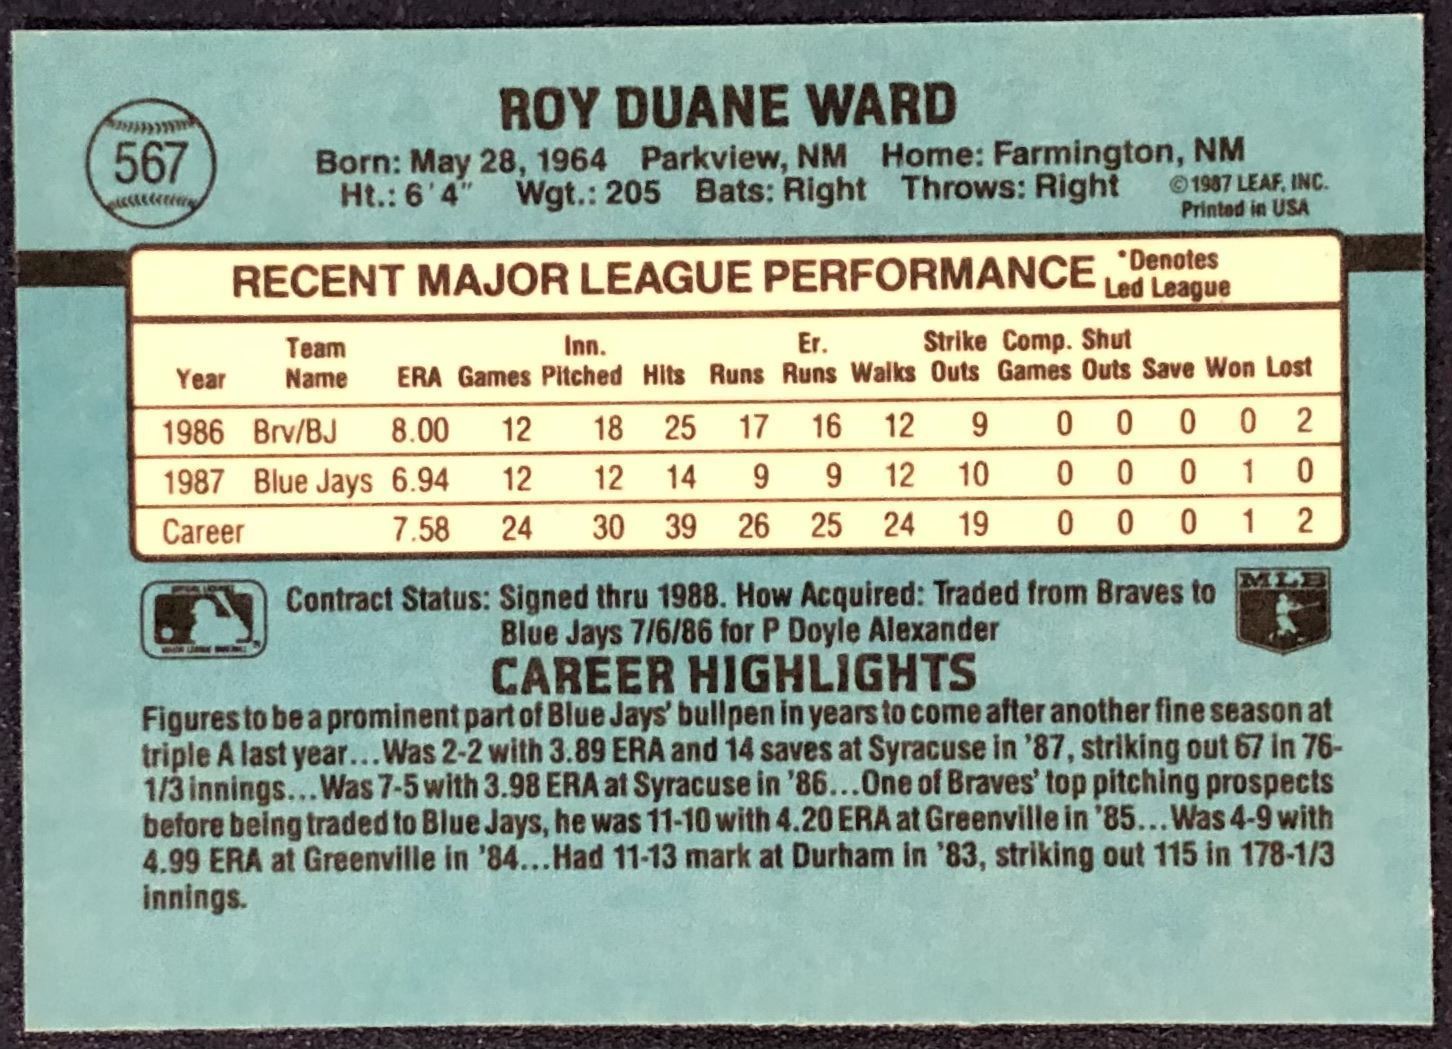 ROY DUANE WARD
567
Born: May 28, 1964 Parkview, NM Home: Farmington, NM
Ht.: 6'4" Wgt.: 205 Bats: Right Throws: Right ©1987 LEAF, INC.
Printed in USA
RECENT MAJOR LEAGUE PERFORMANCE *Denotes
Led League
Team Inn. Er. Strike Comp. Shut
Year Name ERA Games Pitched Hits Runs Runs Walks Outs Games Outs Save Won Lost
1986 Brv/BJ 8.00 12 18 25 17 16 12 9 0 0 0 0 2
1987 Blue Jays 6.94 12 12 14 9 9 12 10 0 0 0 1 0
Career 7.58 24 30 39 26 25 24 19 0 0 0 1 2
MLB
Contract Status: Signed thru 1988. How Acquired: Traded from Braves to
Blue Jays 7/6/86 for P Doyle Alexander
CAREER HIGHLIGHTS
Figures to be a prominent part of Blue Jays' bullpen in years to come after another fine season at
triple A last year...Was 2-2 with 3.89 ERA and 14 saves at Syracuse in '87, striking out 67 in 76-
1/3 innings...Was 7-5 with 3.98 ERA at Syracuse in '86...One of Braves' top pitching prospects
before being traded to Blue Jays, he was 11-10 with 4.20 ERA at Greenville in '85...Was 4-9 with
4.99 ERA at Greenville in '84...Had 11-13 mark at Durham in '83, striking out 115 in 178-1/3
innings.